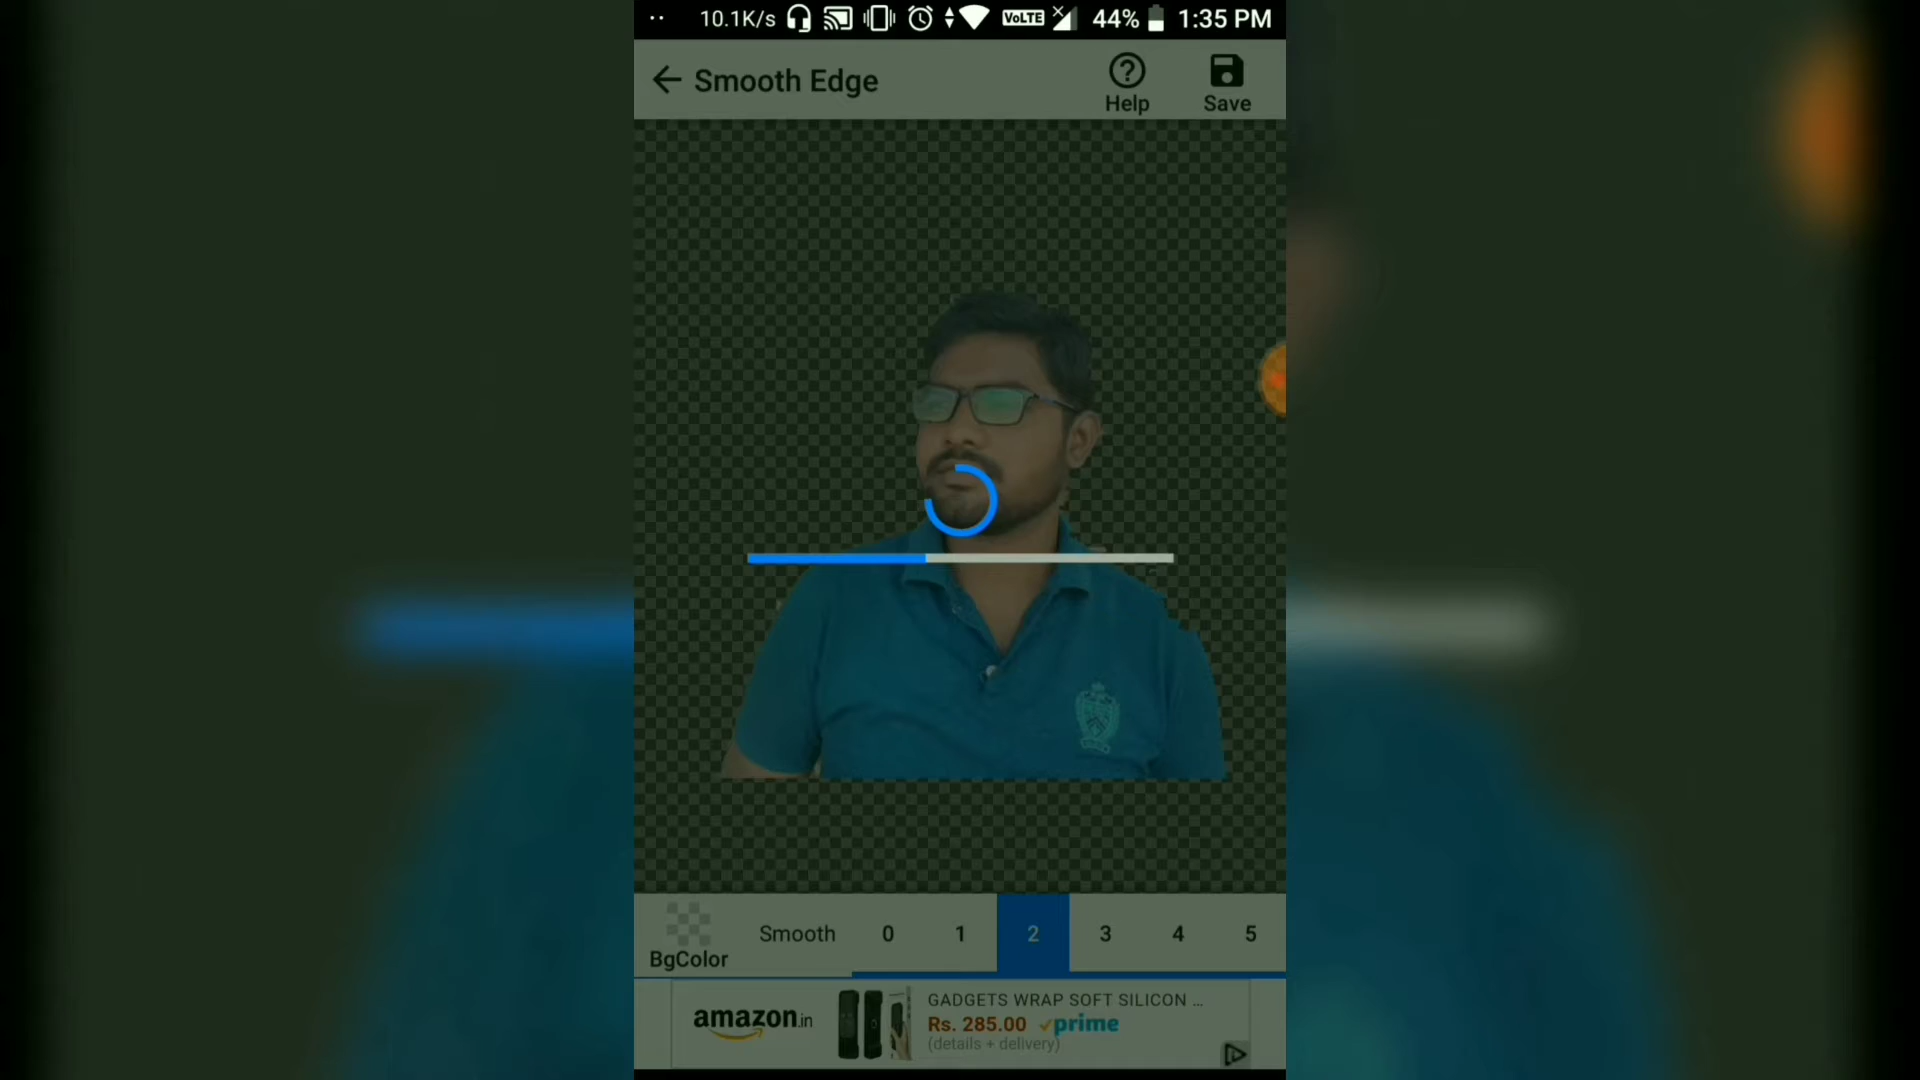 10.1K/s VoLTE 44% 1:35 PM
Smooth Edge
Help Save
BgColor Smooth 0 1 2 3 4 5
amazon.in
GADGETS WRAP SOFT SILICON ...
Rs. 285.00 prime
(details + delivery)